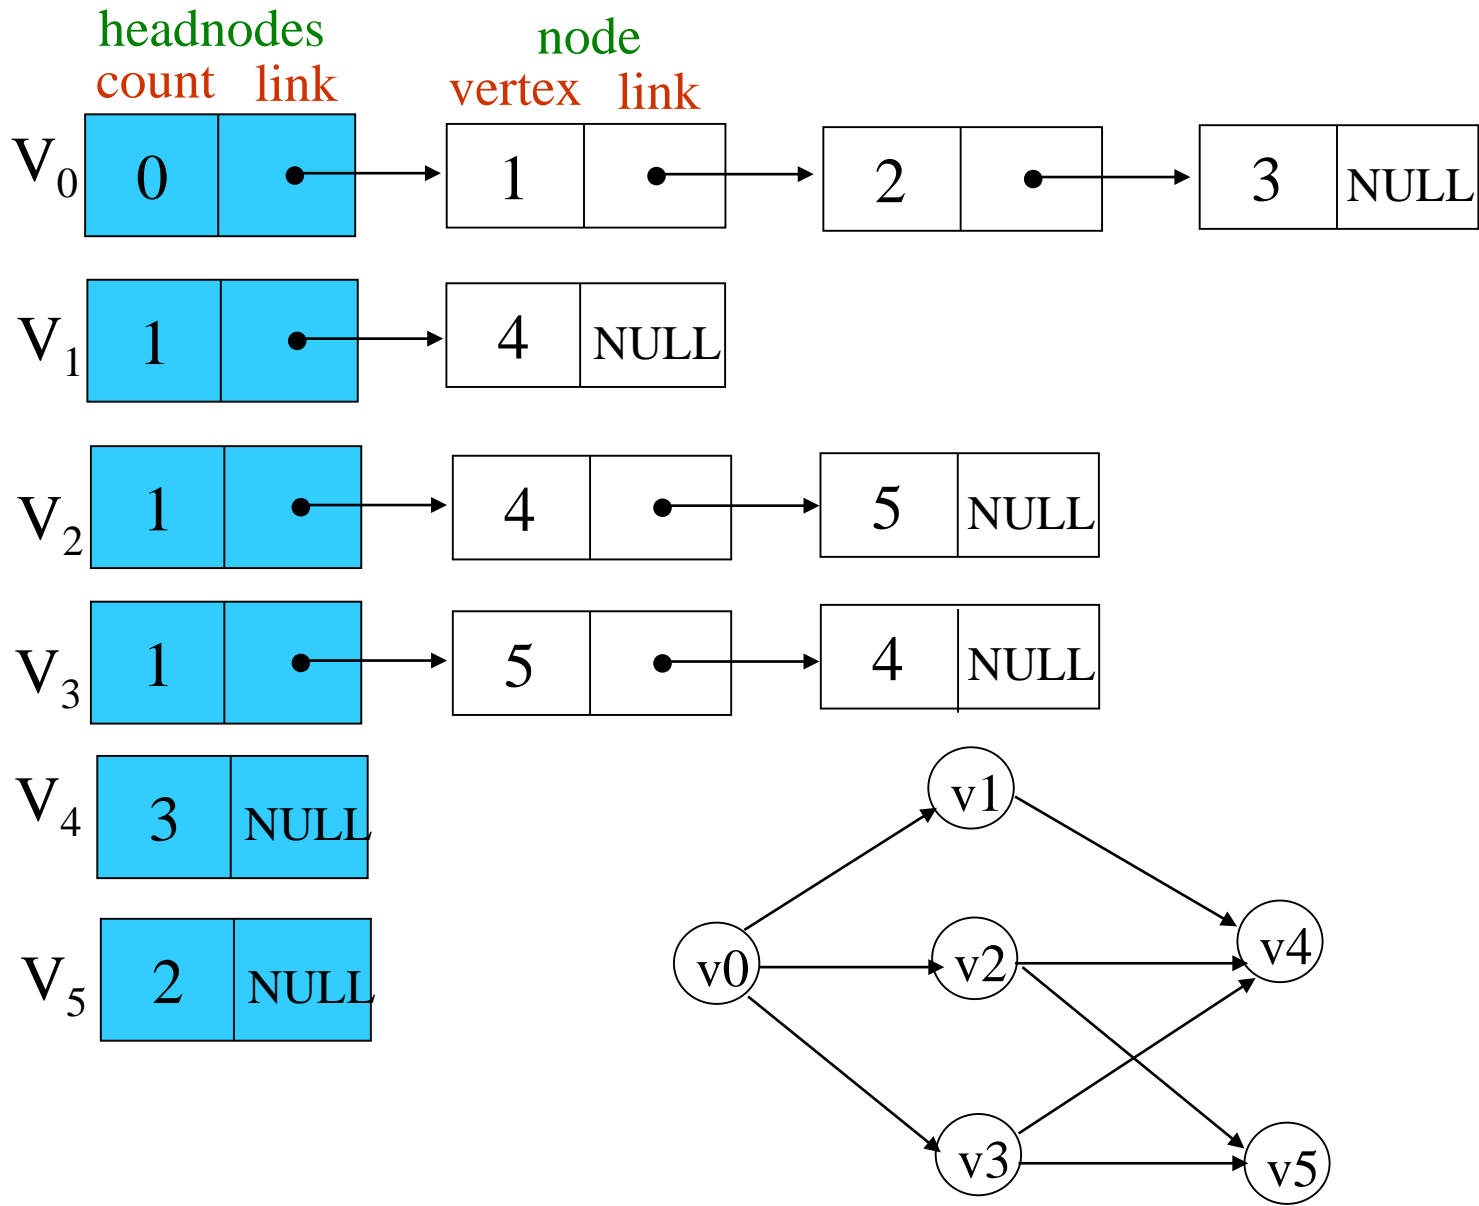 headnodes node
count link vertex link
V0 0 1 2 3 NULL
V1 1 4 NULL
V2 1 4 5 NULL
V3 1 5 4 NULL
V4 3 NULL
V5 2 NULL
v1
v0 v2 v4
v3 v5